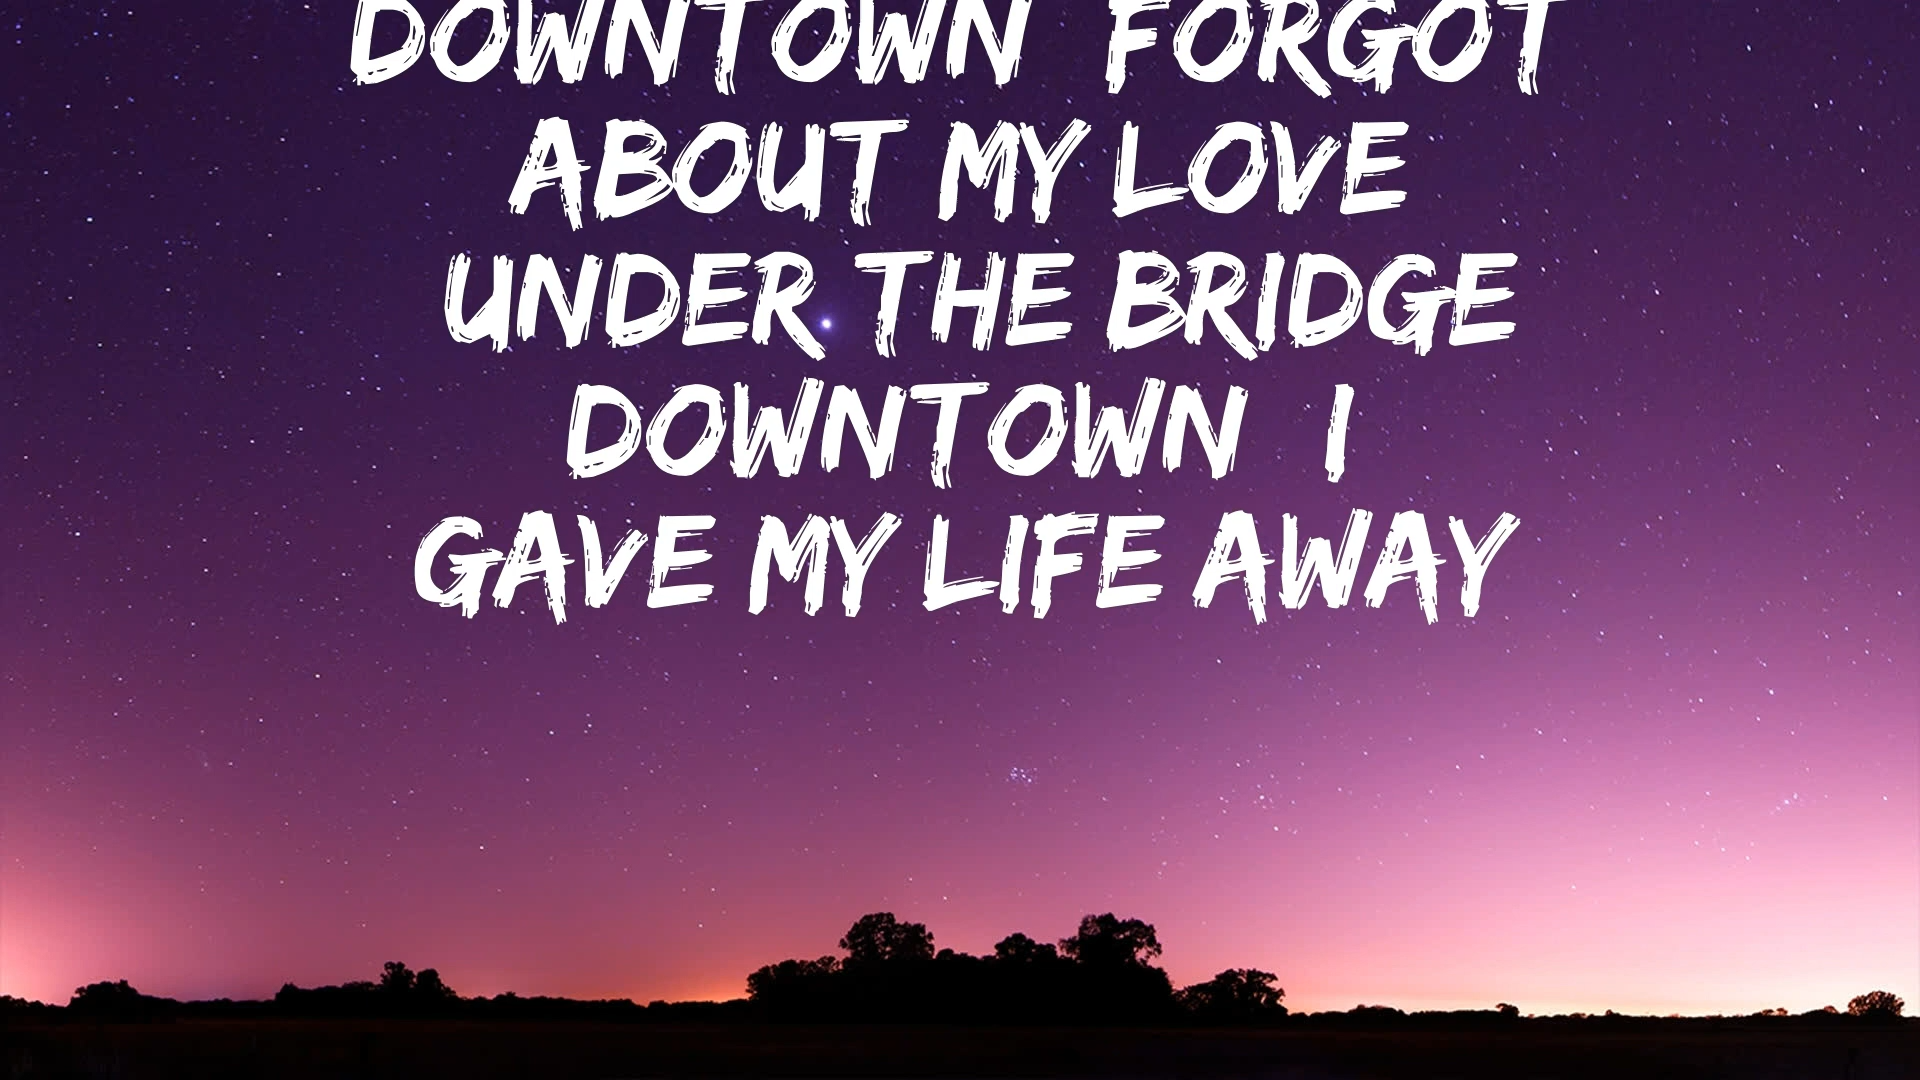 DOWNTOWN FORGOT
ABOUT MY LOVE
UNDER THE BRIDGE
DOWNTOWN I
GAVE MY LIFE AWAY